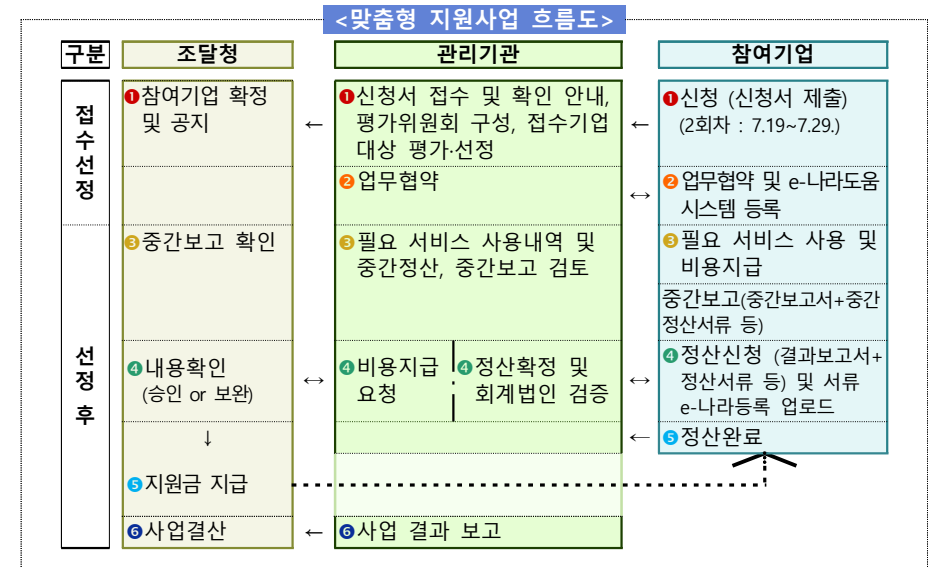 <맞춤형 지원사업 흐름도>
구분
조달청
관리기관
참여기업
접수선정
❶참여기업 확정
및 공지
←
❶신청서 접수 및 확인 안내,
평가위원회 구성, 접수기업
대상 평가·선정
←
❶신청 (신청서 제출)
(2회차 : 7.19~7.29.)
❷업무협약
↔
❷업무협약 및 e-나라도움
시스템 등록
선정 후
❸중간보고 확인
❸필요 서비스 사용내역 및
중간정산, 중간보고 검토
❸필요 서비스 사용 및
비용지급
중간보고(중간보고서+중간
정산서류 등)
❹내용확인
(승인 or 보완)
↔
❹비용지급
요청
❹정산확정 및
회계법인 검증
↔
❹정산신청 (결과보고서+
정산서류 등) 및 서류
e-나라등록 업로드
↓
←
❺정산완료
❺지원금 지급
❻사업결산
←
❻사업 결과 보고